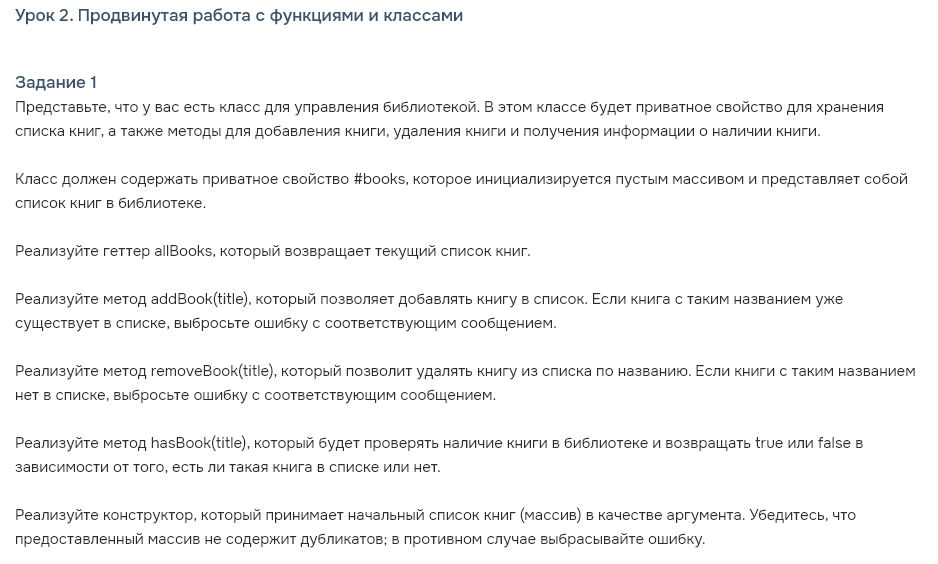 Урок 2. Продвинутая работа с функциями и классами
Задание 1
Представьте, что у вас есть класс для управления библиотекой. В этом классе будет приватное свойство для хранения
списка книг, а также методы для добавления книги, удаления книги и получения информации о наличии книги.
Класс должен содержать приватное свойство #books, которое инициализируется пустым массивом и представляет собой
список книг в библиотеке.
Реализуйте геттер allBooks, который возвращает текущий список книг.
Реализуйте метод addBook(title), который позволяет добавлять книгу в список. Если книга с таким названием уже
существует в списке, выбросьте ошибку с соответствующим сообщением.
Реализуйте метод removeBook(title), который позволит удалять книгу из списка по названию. Если книги с таким названием
нет в списке, выбросьте ошибку с соответствующим сообщением.
Реализуйте метод hasBook(title), который будет проверять наличие книги в библиотеке и возвращать true или false в
зависимости от того, есть ли такая книга в списке или нет.
Реализуйте конструктор, который принимает начальный список книг (массив) в качестве аргумента. Убедитесь, что
предоставленный массив не содержит дубликатов; в противном случае выбрасывайте ошибку.